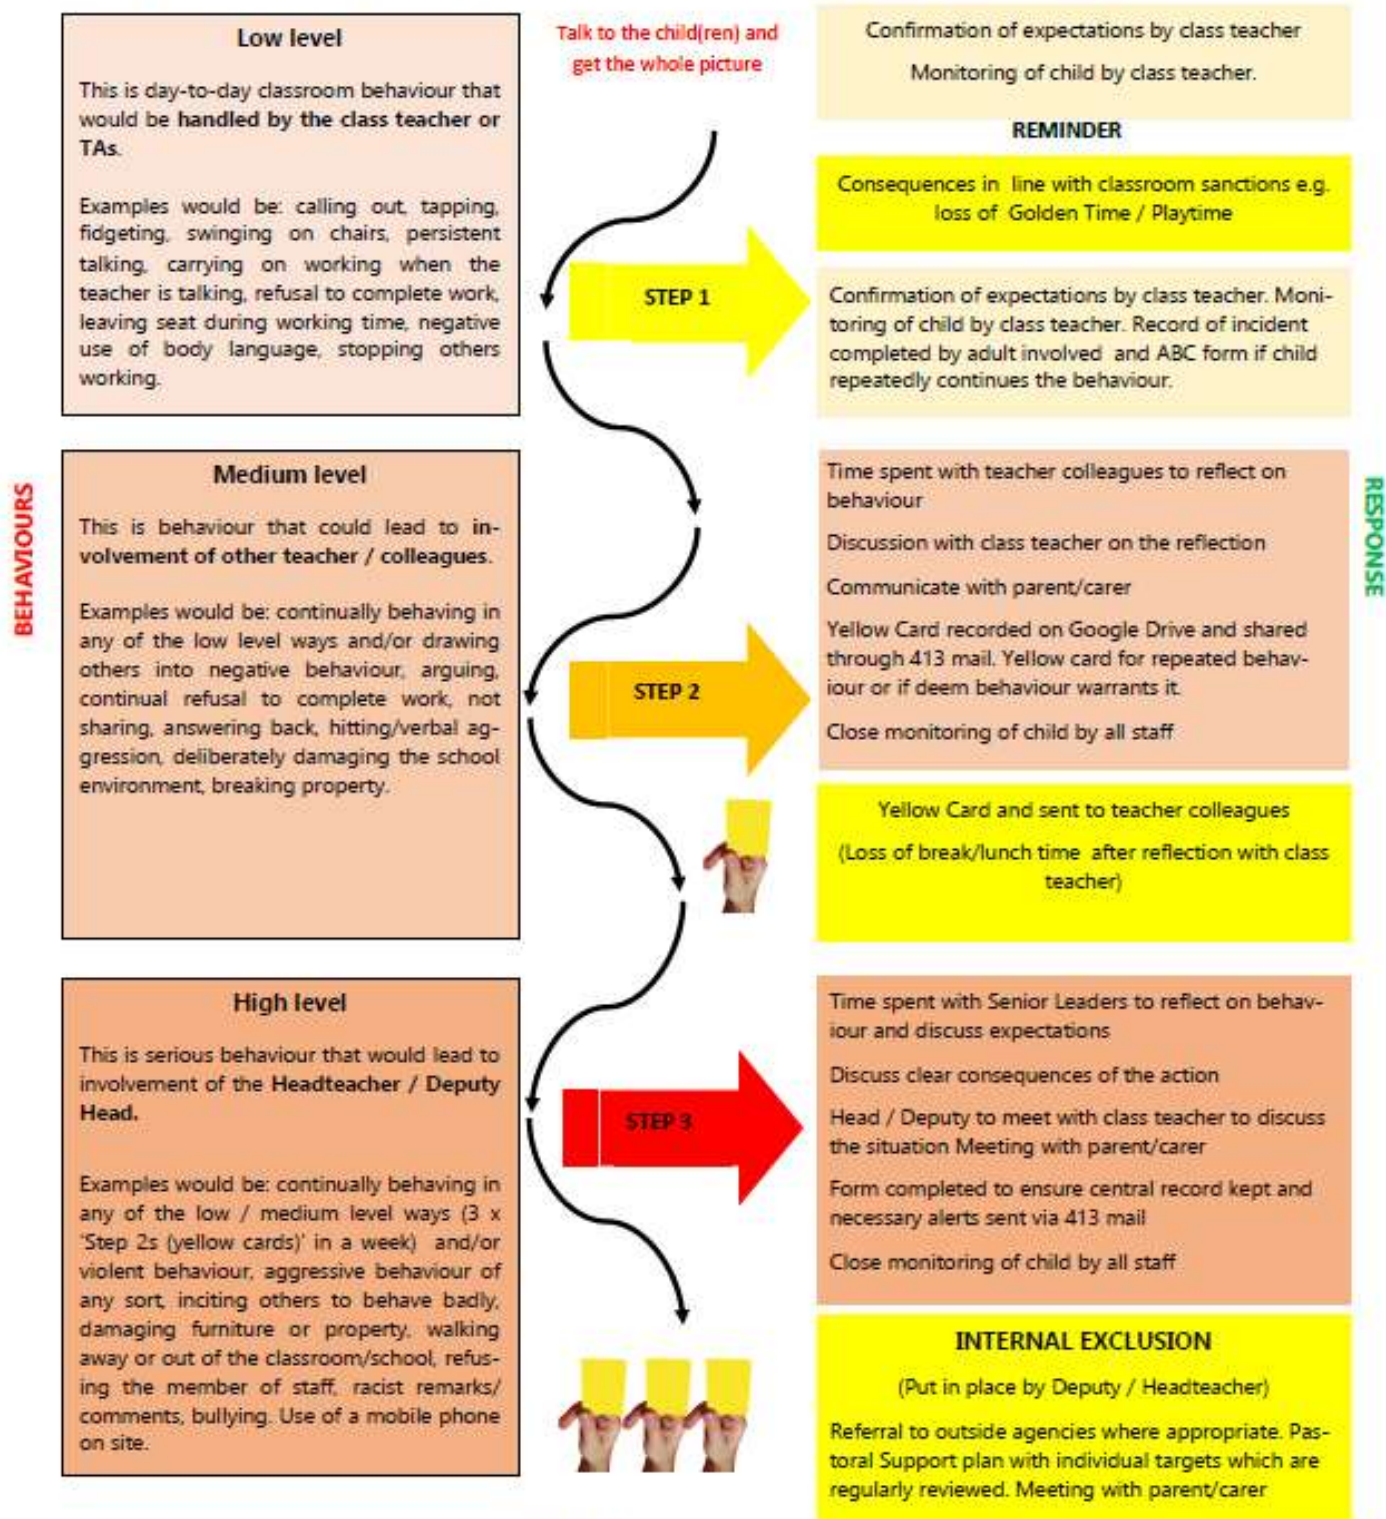 Low level
This is day-to-day classroom behaviour that
would be handled by the class teacher or
TAs.
Examples would be: calling out, tapping,
fidgeting, swinging on chairs, persistent
talking, carrying on working when the
teacher is talking, refusal to complete work,
leaving seat during working time, negative
use of body language, stopping others
working.
Talk to the child(ren) and
get the whole picture
Confirmation of expectations by class teacher
Monitoring of child by class teacher.
REMINDER
Consequences in line with classroom sanctions e.g.
loss of Golden Time / Playtime
STEP 1
Confirmation of expectations by class teacher. Moni-
toring of child by class teacher. Record of incident
completed by adult involved and ABC form if child
repeatedly continues the behaviour.
BEHAVIOURS
Medium level
This is behaviour that could lead to in-
volvement of other teacher / colleagues.
Examples would be: continually behaving in
any of the low level ways and/or drawing
others into negative behaviour, arguing,
continual refusal to complete work, not
sharing, answering back, hitting/verbal ag-
gression, deliberately damaging the school
environment, breaking property.
STEP 2
Time spent with teacher colleagues to reflect on
behaviour
Discussion with class teacher on the reflection
Communicate with parent/carer
Yellow Card recorded on Google Drive and shared
through 413 mail. Yellow card for repeated behav-
iour or if deem behaviour warrants it.
Close monitoring of child by all staff
RESPONSE
Yellow Card and sent to teacher colleagues
(Loss of break/lunch time after reflection with class
teacher)
High level
This is serious behaviour that would lead to
involvement of the Headteacher / Deputy
Head.
Examples would be: continually behaving in
any of the low / medium level ways (3 x
‘Step 2s (yellow cards)’ in a week) and/or
violent behaviour, aggressive behaviour of
any sort, inciting others to behave badly,
damaging furniture or property, walking
away or out of the classroom/school, refus-
ing the member of staff, racist remarks/
comments, bullying. Use of a mobile phone
on site.
STEP 3
Time spent with Senior Leaders to reflect on behav-
iour and discuss expectations
Discuss clear consequences of the action
Head / Deputy to meet with class teacher to discuss
the situation Meeting with parent/carer
Form completed to ensure central record kept and
necessary alerts sent via 413 mail
Close monitoring of child by all staff
INTERNAL EXCLUSION
(Put in place by Deputy / Headteacher)
Referral to outside agencies where appropriate. Pas-
toral Support plan with individual targets which are
regularly reviewed. Meeting with parent/carer